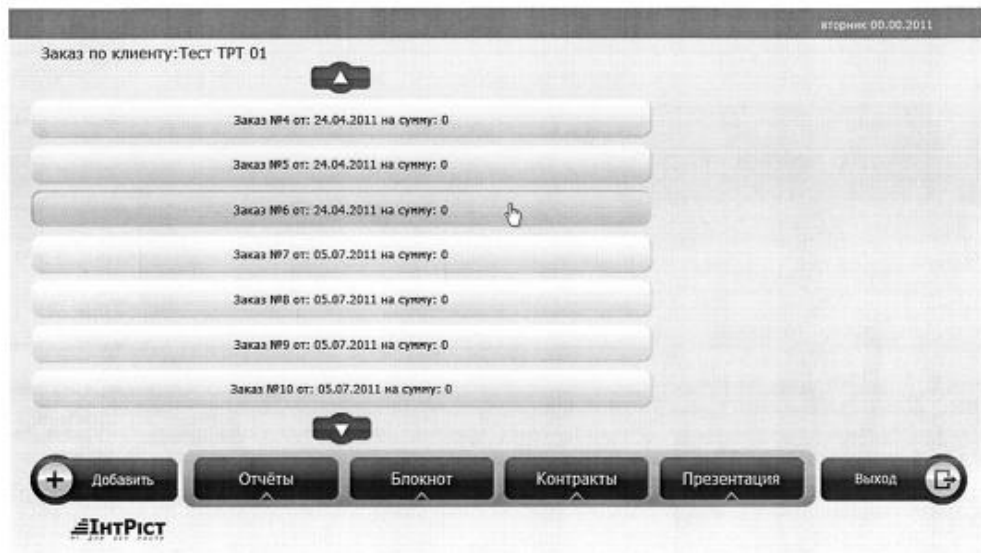 вторник 00.00.2011
Заказ по клиенту:Тест ТРТ 01
Заказ №4 от: 24.04.2011 на сумму: 0
Заказ №5 от: 24.04.2011 на сумму: 0
Заказ №6 от: 24.04.2011 на сумму: 0
Заказ №7 от: 05.07.2011 на сумму: 0
Заказ №8 от: 05.07.2011 на сумму: 0
Заказ №9 от: 05.07.2011 на сумму: 0
Заказ №10 от: 05.07.2011 на сумму: 0
Добавить Отчёты Блокнот Контракты Презентация Выход
ІнтРіст